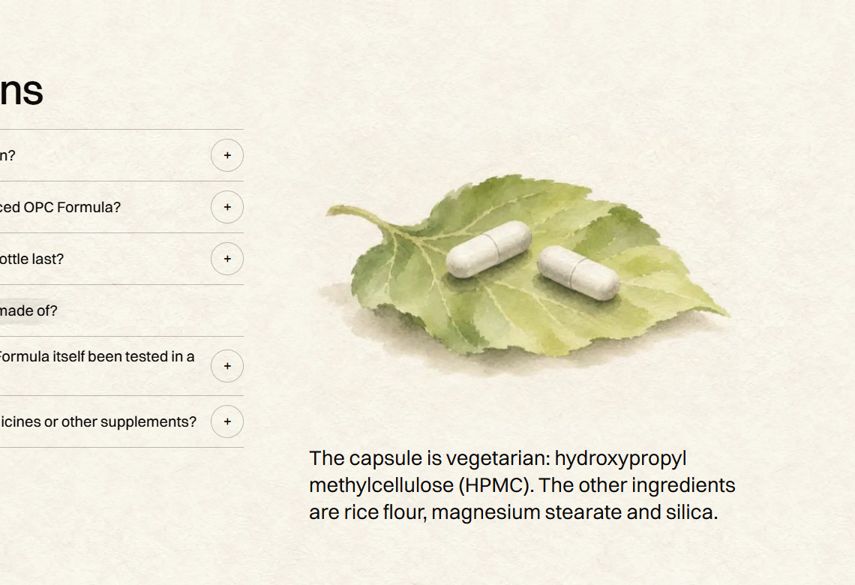 ns
n?
+
ced OPC Formula?
+
ottle last?
+
made of?
Formula itself been tested in a
+
icines or other supplements?
+
The capsule is vegetarian: hydroxypropyl
methylcellulose (HPMC). The other ingredients
are rice flour, magnesium stearate and silica.